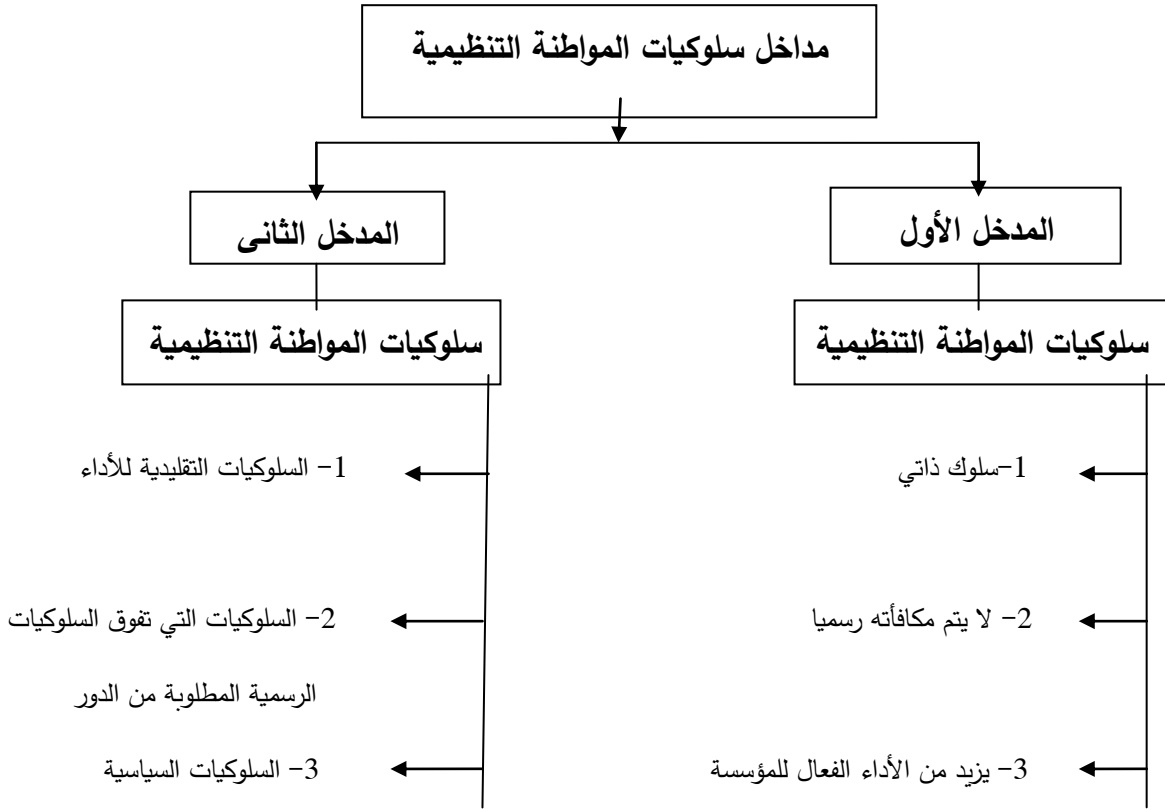 مداخل سلوكيات المواطنة التنظيمية
المدخل الأول
سلوكيات المواطنة التنظيمية
1-سلوك ذاتي
2- لا يتم مكافأته رسميا
3- يزيد من الأداء الفعال للمؤسسة
المدخل الثانى
سلوكيات المواطنة التنظيمية
1- السلوكيات التقليدية للأداء
2- السلوكيات التي تفوق السلوكيات
الرسمية المطلوبة من الدور
3- السلوكيات السياسية